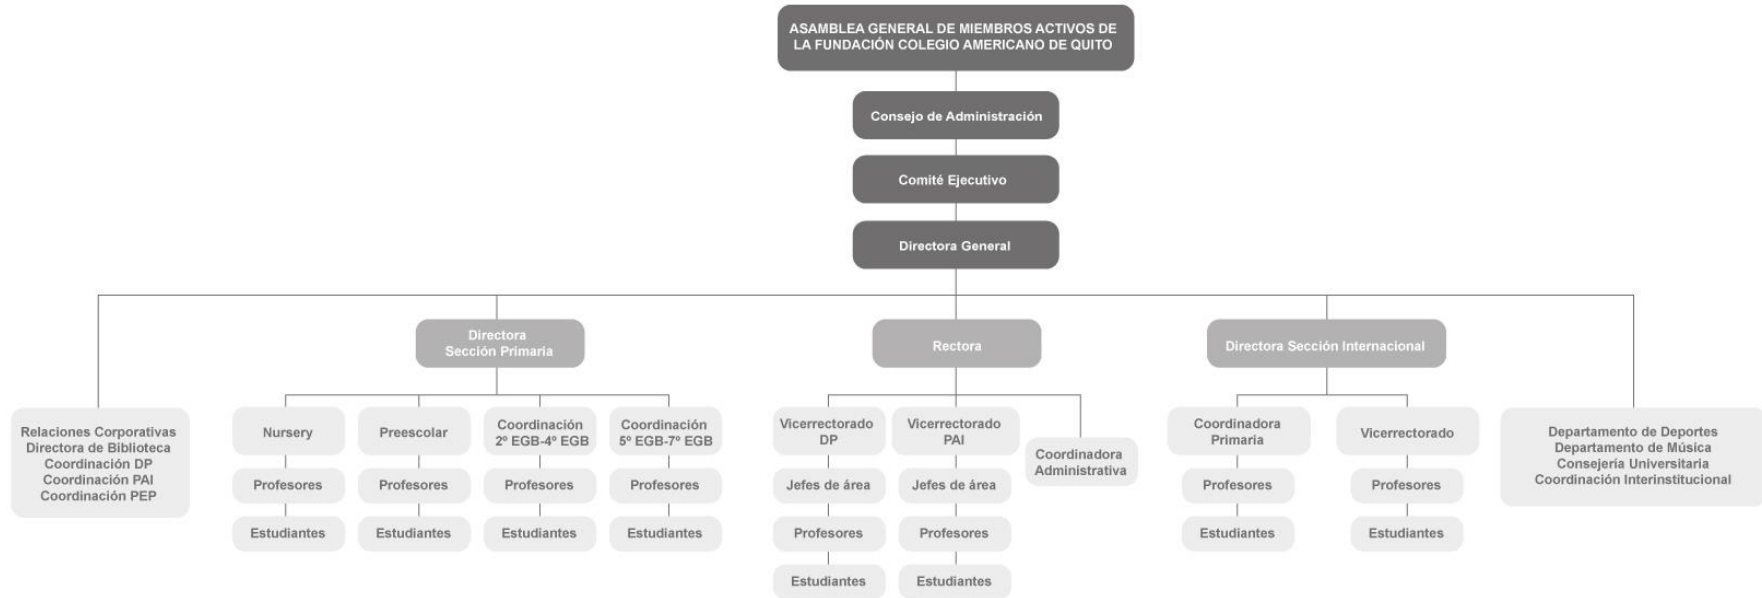 ASAMBLEA GENERAL DE MIEMBROS ACTIVOS DE
LA FUNDACIÓN COLEGIO AMERICANO DE QUITO
Consejo de Administración
Comité Ejecutivo
Directora General
Directora
Sección Primaria
Rectora
Directora Sección Internacional
Relaciones Corporativas
Directora de Biblioteca
Coordinación DP
Coordinación PAI
Coordinación PEP
Nursery
Profesores
Estudiantes
Preescolar
Profesores
Estudiantes
Coordinación
2º EGB-4º EGB
Profesores
Estudiantes
Coordinación
5º EGB-7º EGB
Profesores
Estudiantes
Vicerrectorado
DP
Jefes de área
Profesores
Estudiantes
Vicerrectorado
PAI
Jefes de área
Profesores
Estudiantes
Coordinadora
Administrativa
Coordinadora
Primaria
Profesores
Estudiantes
Vicerrectorado
Profesores
Estudiantes
Departamento de Deportes
Departamento de Música
Consejería Universitaria
Coordinación Interinstitucional